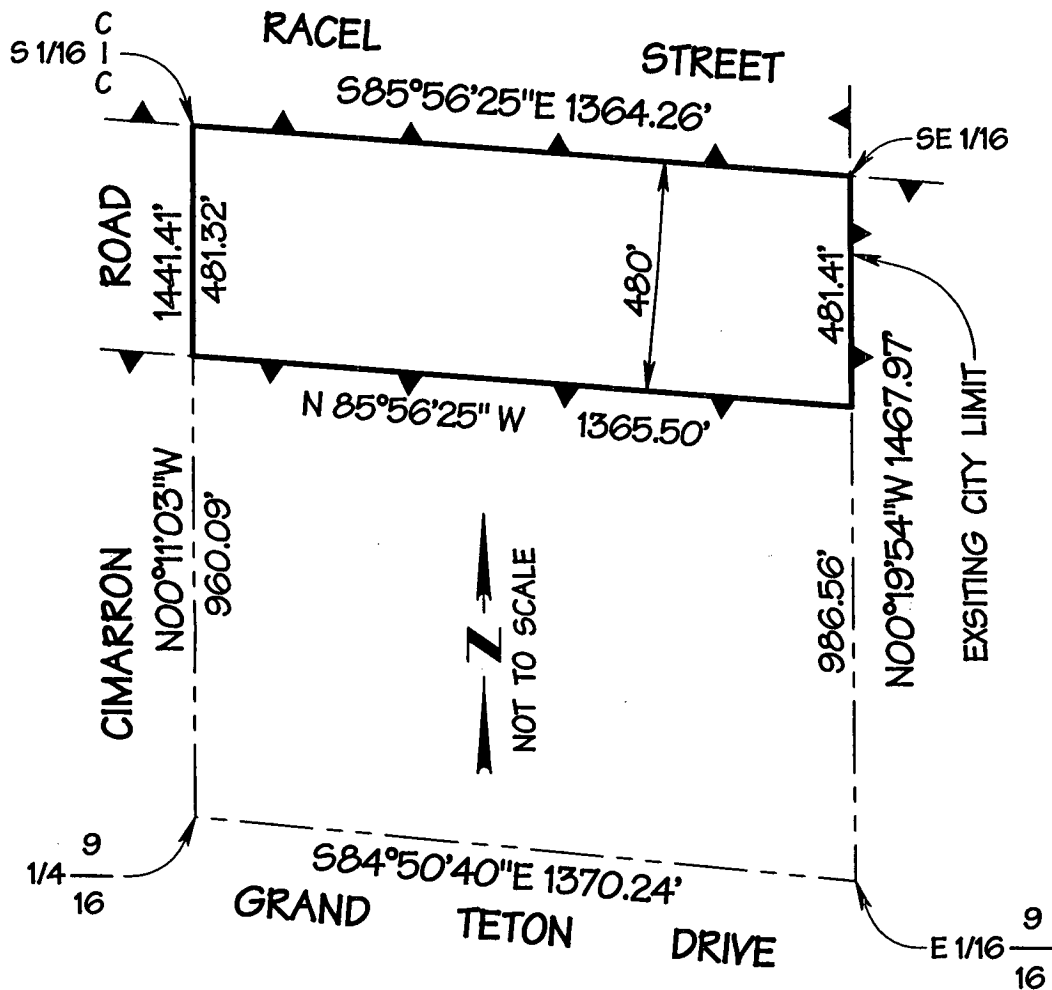 C
S 1/16 |
C
RACEL STREET
S85°56'25"E 1364.26'
SE 1/16
ROAD
1441.41'
481.32'
480'
481.41'
N 85°56'25" W 1365.50'
CIMARRON
N00°11'03"W
960.09'
N
NOT TO SCALE
986.56'
N00°19'54"W 1467.97'
EXSITING CITY LIMIT
9
1/4
16
S84°50'40"E 1370.24'
GRAND TETON DRIVE
9
E 1/16
16